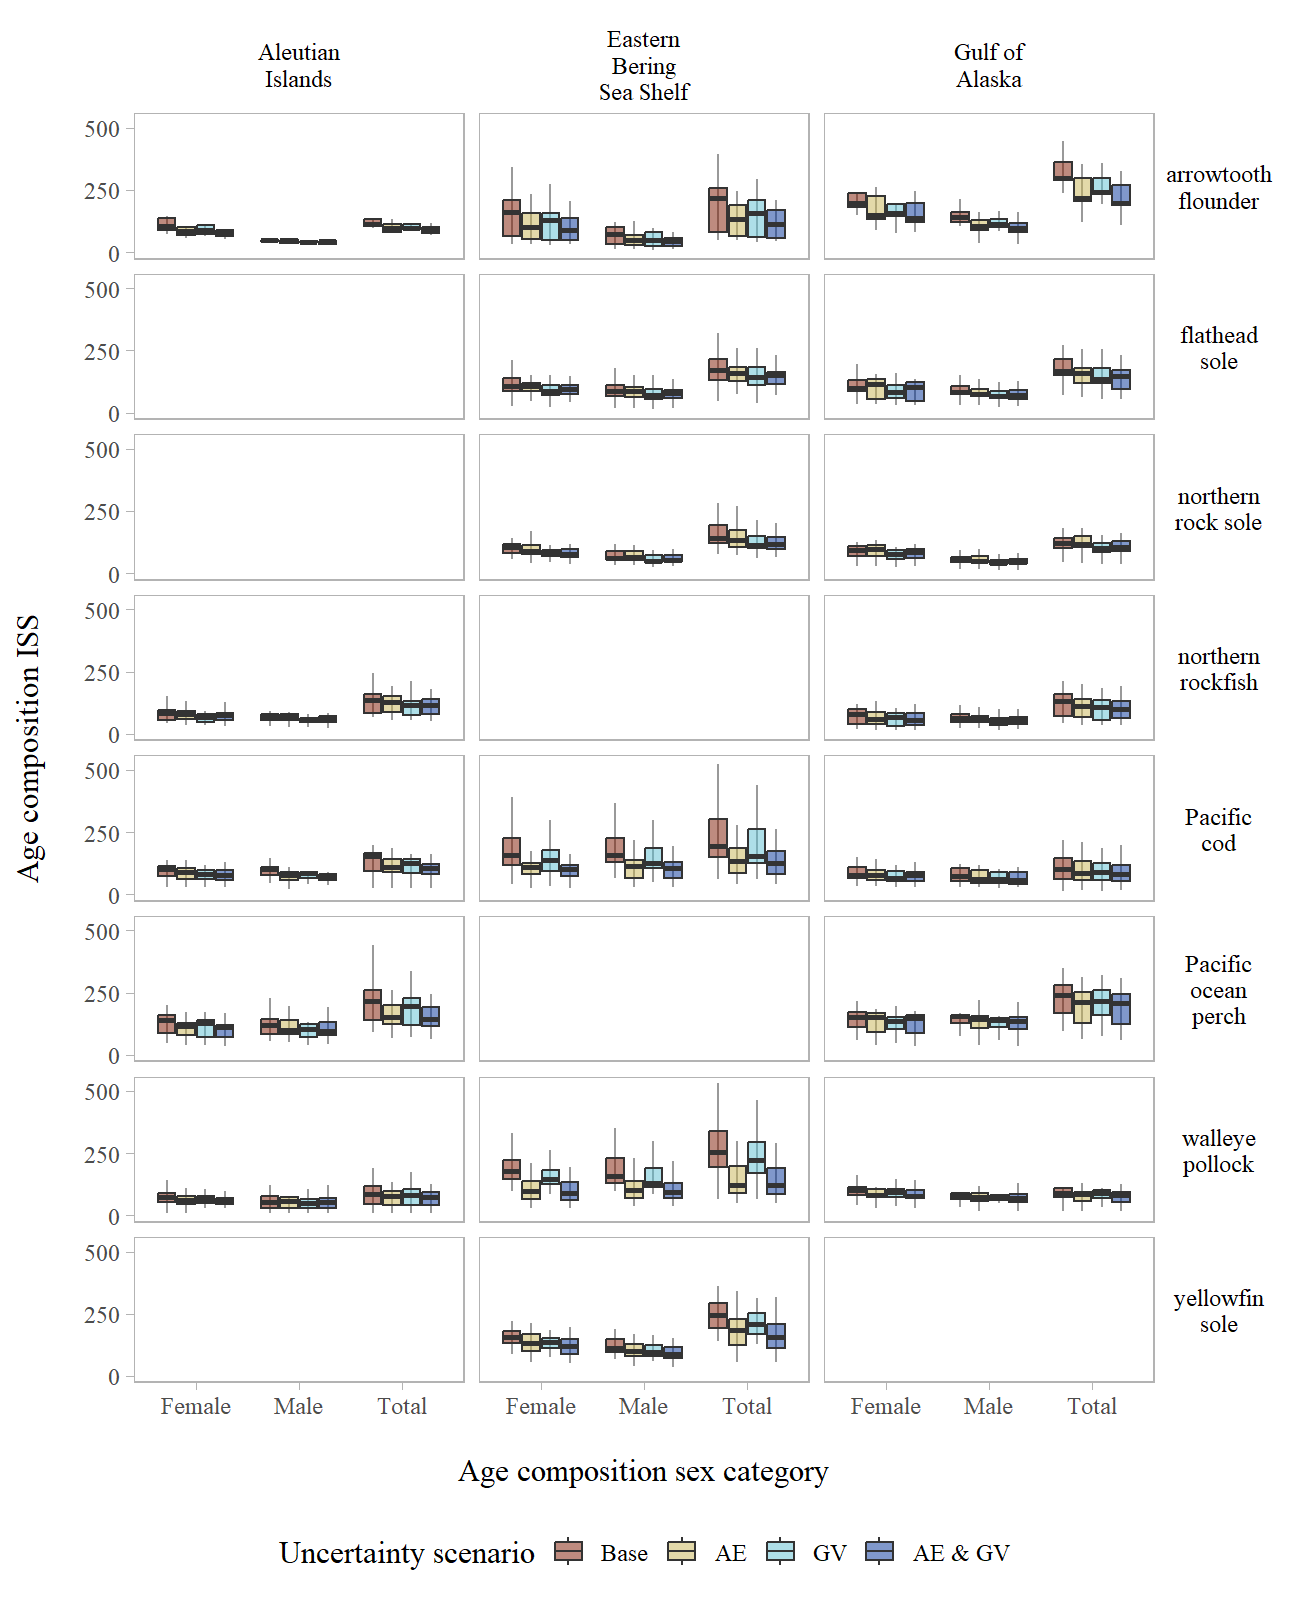 Aleutian
Islands
Eastern
Bering
Sea Shelf
Gulf of
Alaska
500
250
0
arrowtooth
flounder
500
250
0
flathead
sole
500
250
0
northern
rock sole
500
250
0
northern
rockfish
500
250
0
Pacific
cod
500
250
0
Pacific
ocean
perch
500
250
0
walleye
pollock
500
250
0
yellowfin
sole
Age composition ISS
Female Male Total Female Male Total Female Male Total
Age composition sex category
Uncertainty scenario Base AE GV AE & GV